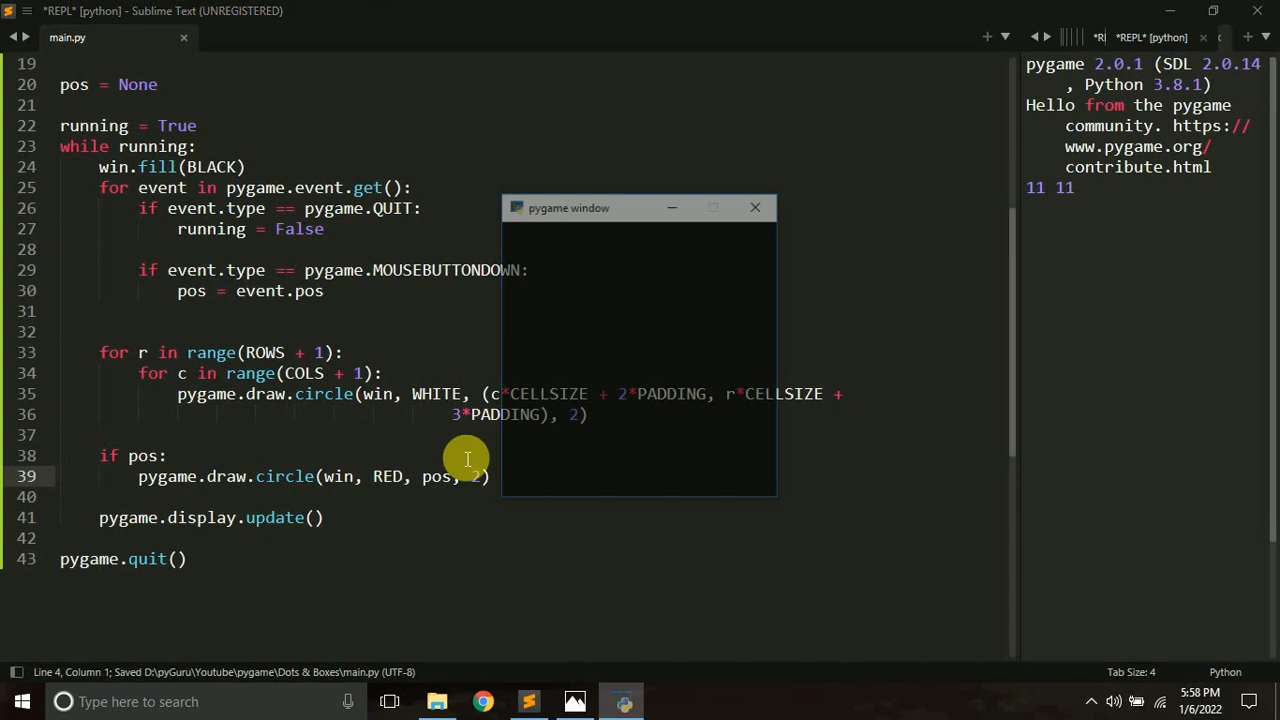 *REPL* [python] - Sublime Text (UNREGISTERED)
main.py
*R
*REPL* [python]
19
20 pos = None
21
22 running = True
23 while running:
24 win.fill(BLACK)
25 for event in pygame.event.get():
26 if event.type == pygame.QUIT:
27 running = False
28
29 if event.type == pygame.MOUSEBUTTONDOWN:
30 pos = event.pos
31
32
33 for r in range(ROWS + 1):
34 for c in range(COLS + 1):
35 pygame.draw.circle(win, WHITE, (c*CELLSIZE + 2*PADDING, r*CELLSIZE +
36 3*PADDING), 2)
37
38 if pos:
39 pygame.draw.circle(win, RED, pos, 2)
40
41 pygame.display.update()
42
43 pygame.quit()
pygame window
pygame 2.0.1 (SDL 2.0.14
, Python 3.8.1)
Hello from the pygame
community. https://
www.pygame.org/
contribute.html
11 11
Line 4, Column 1; Saved D:\pyGuru\Youtube\pygame\Dots & Boxes\main.py (UTF-8)
Tab Size: 4
Python
Type here to search
5:58 PM
1/6/2022